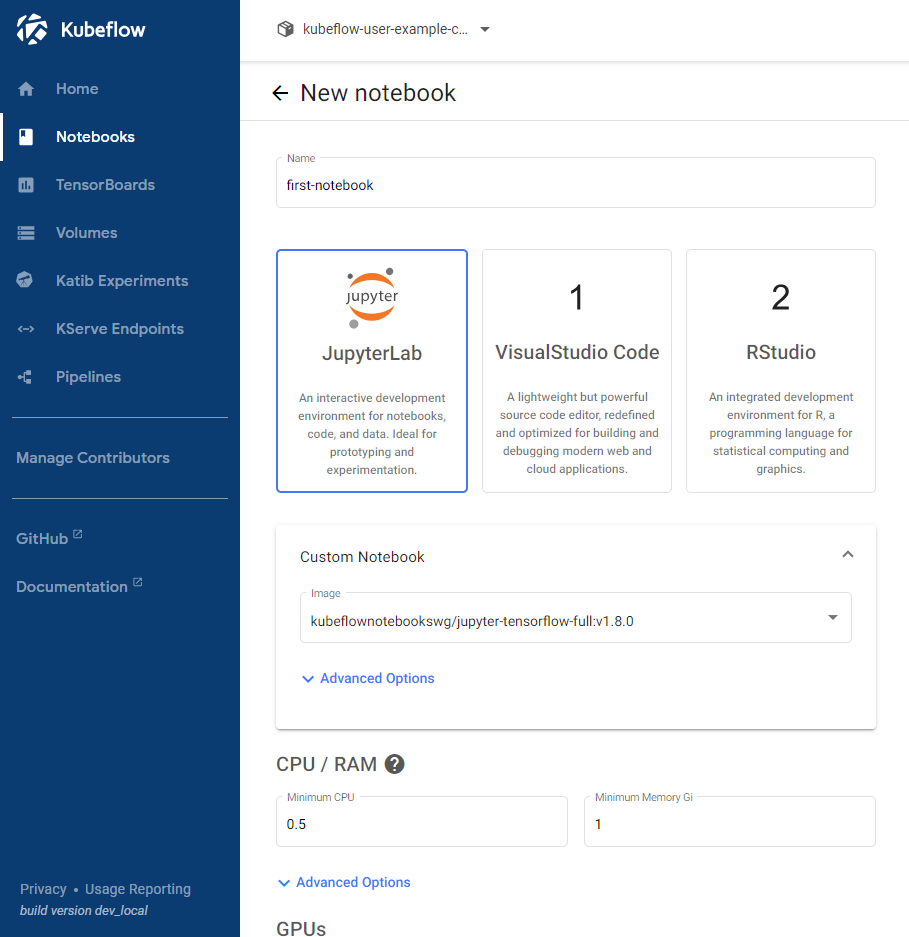 Kubeflow
Home
Notebooks
TensorBoards
Volumes
Katib Experiments
KServe Endpoints
Pipelines
Manage Contributors
GitHub
Documentation
Privacy • Usage Reporting
build version dev_local
kubeflow-user-example-c...
New notebook
Name
first-notebook
jupyter
JupyterLab
An interactive development
environment for notebooks,
code, and data. Ideal for
prototyping and
experimentation.
1
VisualStudio Code
A lightweight but powerful
source code editor, redefined
and optimized for building and
debugging modern web and
cloud applications.
2
RStudio
An integrated development
environment for R, a
programming language for
statistical computing and
graphics.
Custom Notebook
Image
kubeflownotebookswg/jupyter-tensorflow-full:v1.8.0
Advanced Options
CPU / RAM ?
Minimum CPU
0.5
Minimum Memory Gi
1
Advanced Options
GPUs